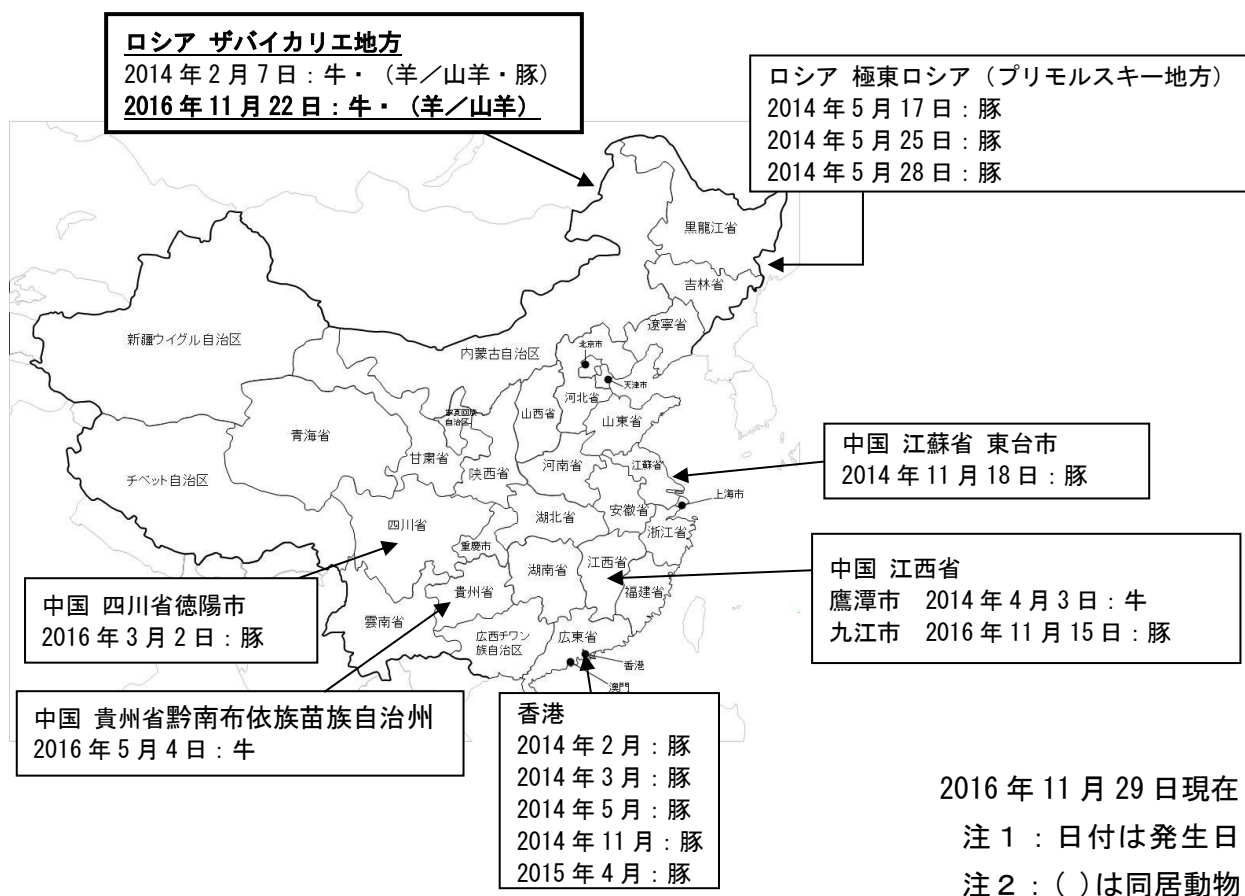 ロシア ザバイカリエ地方
2014年2月7日：牛・（羊／山羊・豚）
2016年11月22日：牛・（羊／山羊）
ロシア 極東ロシア（プリモルスキー地方）
2014年5月17日：豚
2014年5月25日：豚
2014年5月28日：豚
黒龍江省
吉林省
遼寧省
新疆ウイグル自治区
内蒙古自治区
北京市
天津市
河北省
山西省
山東省
寧夏回族
自治区
青海省
甘粛省
陝西省
河南省
江蘇省
チベット自治区
安徽省
上海市
四川省
湖北省
浙江省
重慶市
湖南省
江西省
貴州省
福建省
雲南省
広西チワン
族自治区
広東省
香港
澳門
中国 江蘇省 東台市
2014年11月18日：豚
中国 江西省
鷹潭市　2014年4月3日：牛
九江市　2016年11月15日：豚
中国 四川省徳陽市
2016年3月2日：豚
中国 貴州省黔南布依族苗族自治州
2016年5月4日：牛
香港
2014年2月：豚
2014年3月：豚
2014年5月：豚
2014年11月：豚
2015年4月：豚
2016年11月29日現在
注１：日付は発生日
注２：( )は同居動物